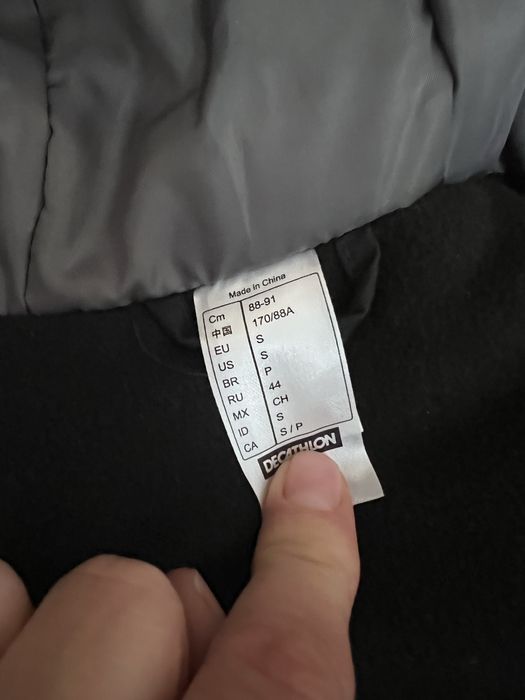 Made in China
Cm 88-91
中国 170/88A
EU S
US S
BR P
RU 44
MX CH
ID S
CA S / P
DECATHLON